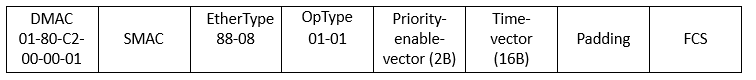 DMAC
01-80-C2-
00-00-01
SMAC
EtherType
88-08
OpType
01-01
Priority-
enable-
vector (2B)
Time-
vector
(16B)
Padding
FCS